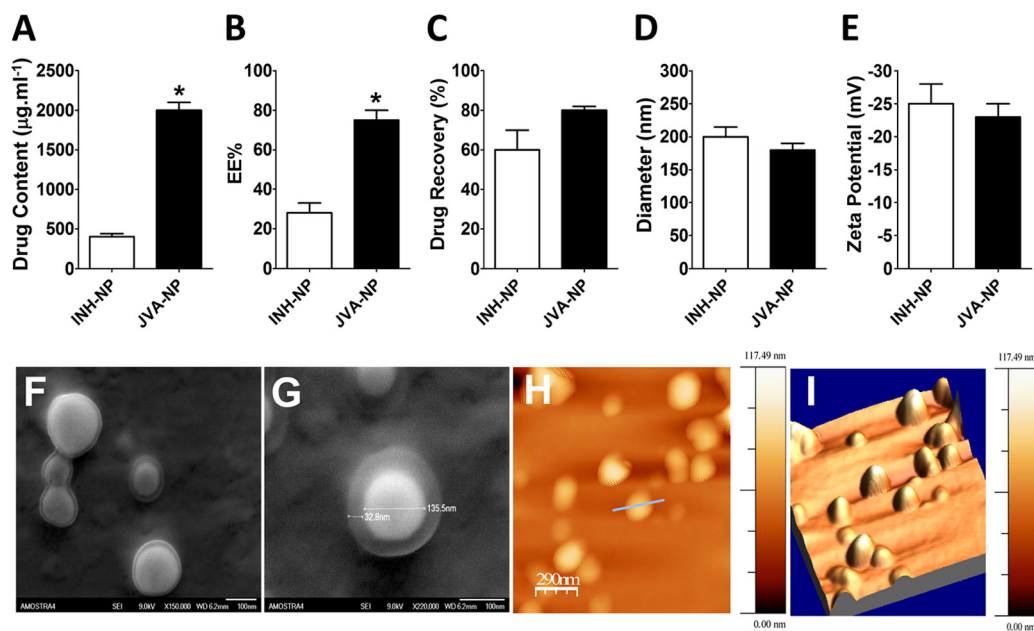 A
Drug Content (µg.ml-1)
2500
2000
1500
1000
500
0
*
INH-NP
JVA-NP
B
EE%
100
80
60
40
20
0
*
INH-NP
JVA-NP
C
Drug Recovery (%)
100
80
60
40
20
0
INH-NP
JVA-NP
D
Diameter (nm)
300
250
200
150
100
50
0
INH-NP
JVA-NP
E
Zeta Potential (mV)
-30
-25
-20
-15
-10
-5
0
INH-NP
JVA-NP
F
AMOSTRA4 SEI 9.0kV X150,000 WD 6.2mm 100nm
G
135.5nm
32.8nm
AMOSTRA4 SEI 9.0kV X220,000 WD 6.2mm 100nm
H
290nm
117.49 nm
0.00 nm
I
117.49 nm
0.00 nm